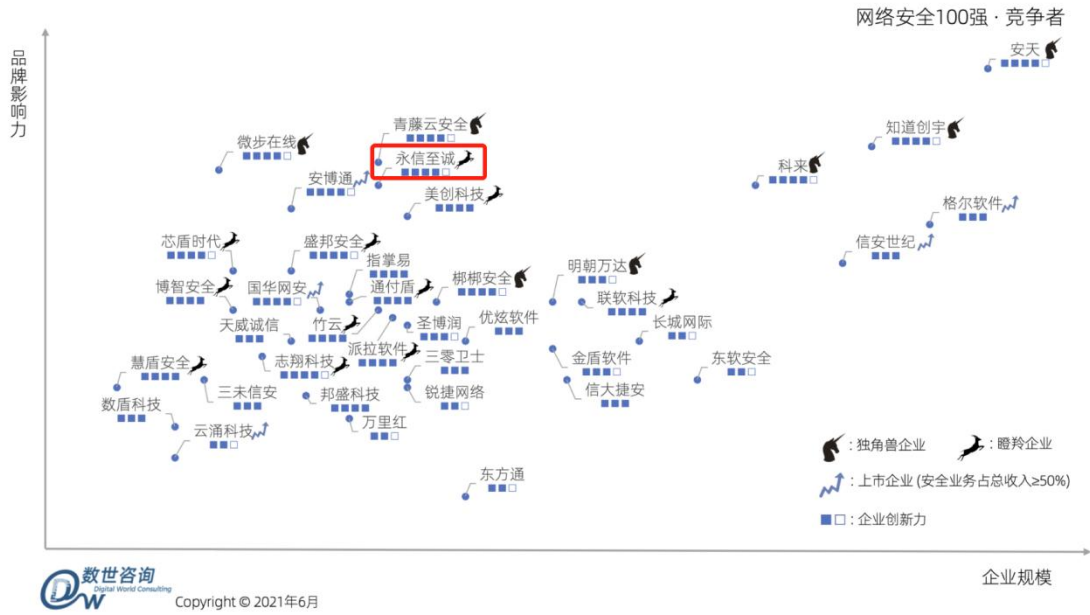 网络安全100强 · 竞争者
品牌影响力
安天
青藤云安全
知道创宇
微步在线
永信至诚
科来
安博通
美创科技
格尔软件
芯盾时代
盛邦安全
信安世纪
指掌易
明朝万达
博智安全
国华网安
通付盾
梆梆安全
联软科技
天威诚信
竹云
圣博润
优炫软件
长城网际
派拉软件
慧盾安全
志翔科技
三零卫士
金盾软件
东软安全
三未信安
邦盛科技
锐捷网络
信大捷安
数盾科技
云涌科技
万里红
东方通
: 独角兽企业
: 瞪羚企业
: 上市企业 (安全业务占总收入≥50%)
: 企业创新力
企业规模
数世咨询
Digital World Consulting
DW
Copyright © 2021年6月